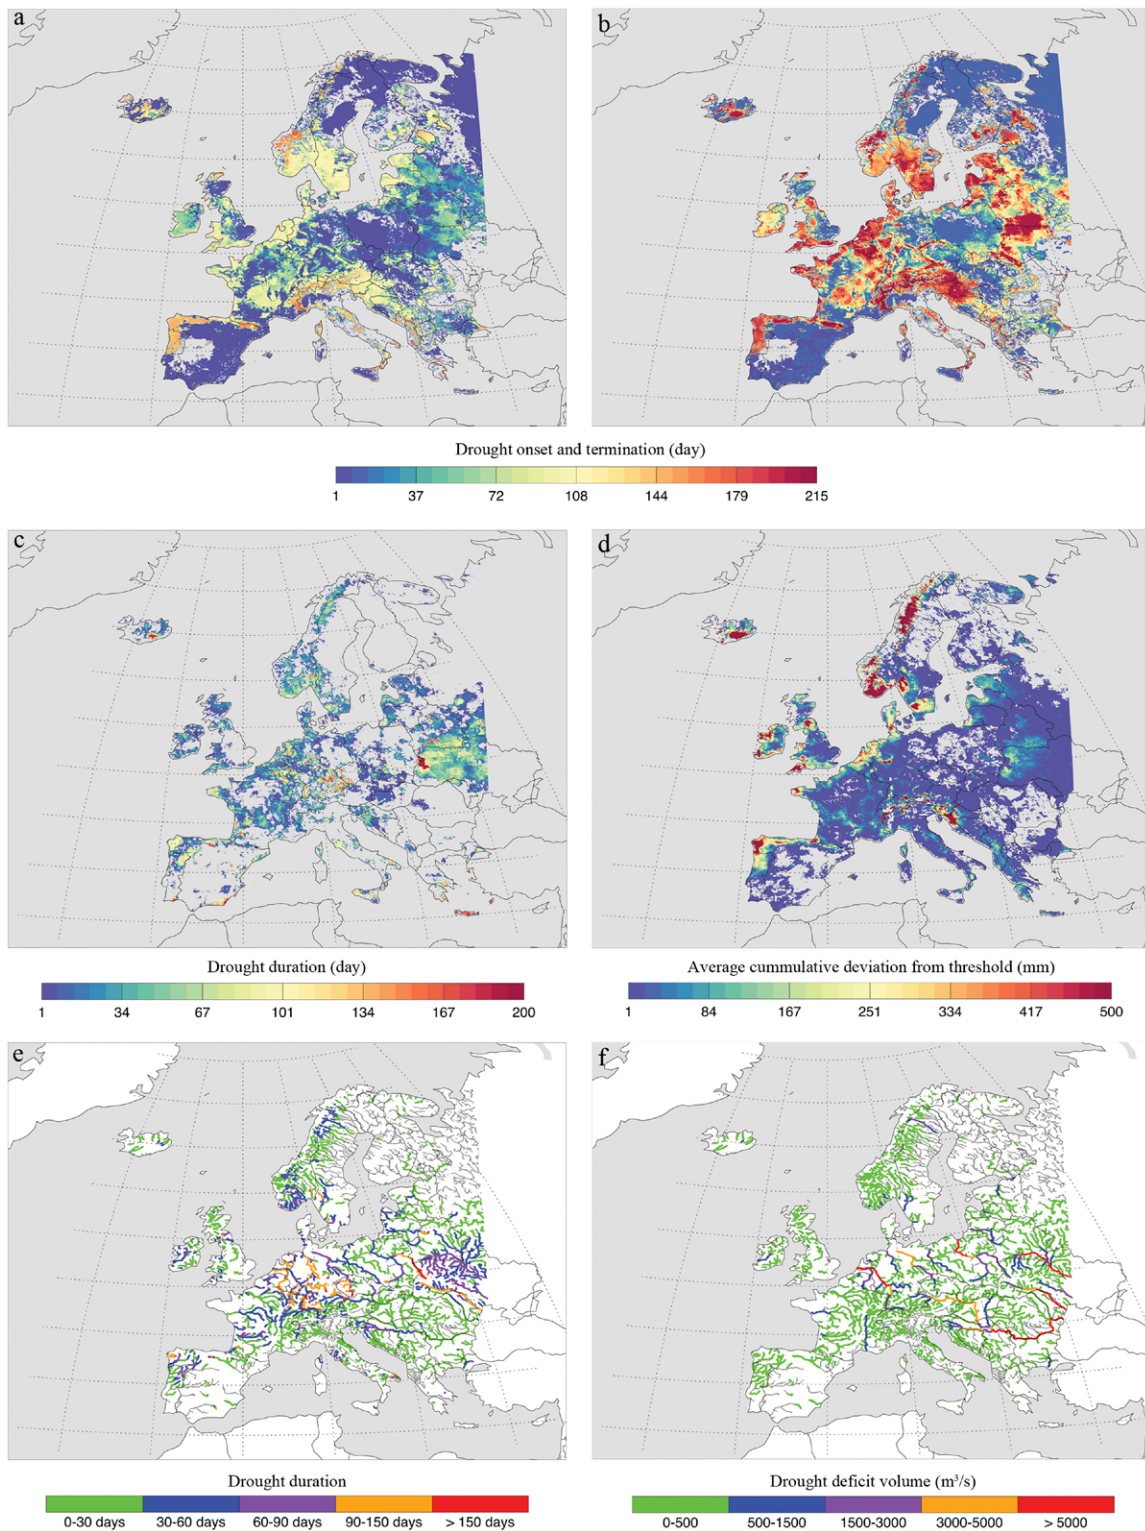 a
b
Drought onset and termination (day)
1 37 72 108 144 179 215
c
d
Drought duration (day)
1 34 67 101 134 167 200
Average cummulative deviation from threshold (mm)
1 84 167 251 334 417 500
e
f
Drought duration
0-30 days 30-60 days 60-90 days 90-150 days > 150 days
Drought deficit volume (m³/s)
0-500 500-1500 1500-3000 3000-5000 > 5000